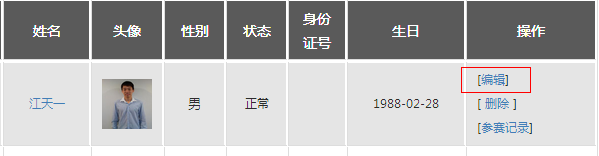 姓名 头像 性别 状态 身份证号 生日 操作
江天一 男 正常 1988-02-28 [编辑]
[ 删除 ]
[参赛记录]